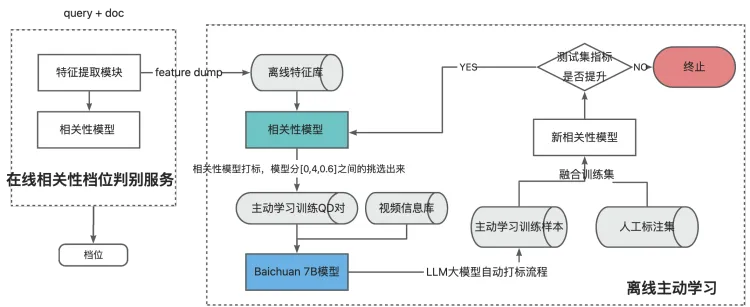 query + doc
特征提取模块
feature dump
相关性模型
在线相关性档位判别服务
档位
离线特征库
相关性模型
相关性模型打标，模型分[0,4,0.6]之间的挑选出来
主动学习训练QD对
视频信息库
Baichuan 7B模型
LLM大模型自动打标流程
主动学习训练样本
人工标注集
融合训练集
新相关性模型
测试集指标
是否提升
YES
NO
终止
离线主动学习